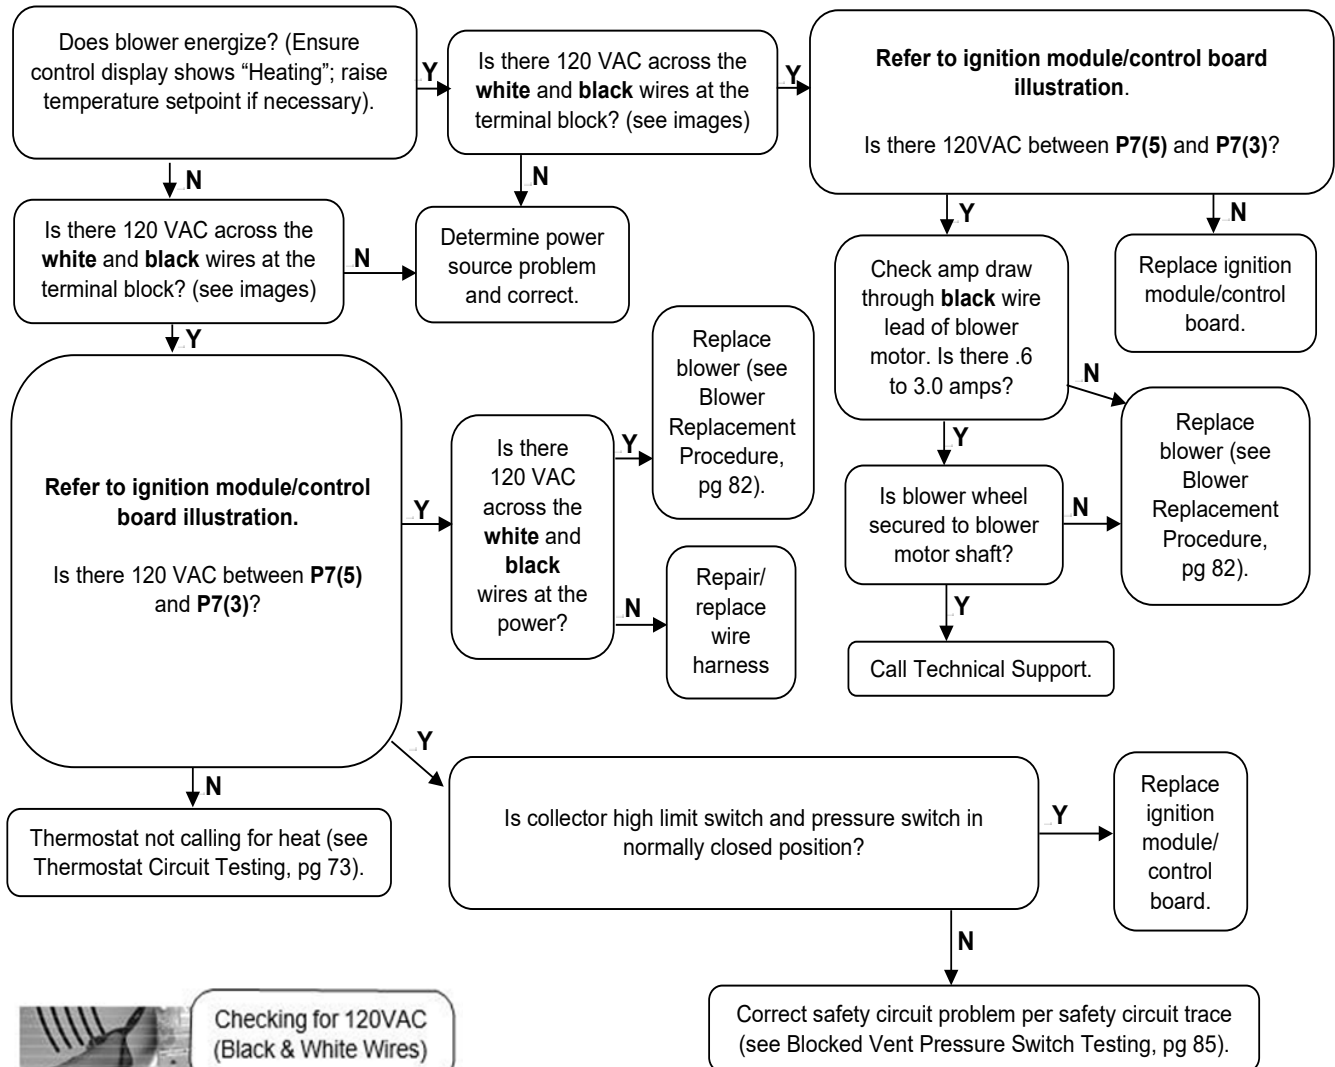 Does blower energize? (Ensure
control display shows “Heating”; raise
temperature setpoint if necessary).
Y
Is there 120 VAC across the
white and black wires at the
terminal block? (see images)
Y
Refer to ignition module/control board
illustration.
Is there 120VAC between P7(5) and P7(3)?
N
Is there 120 VAC across the
white and black wires at the
terminal block? (see images)
N
N
Determine power
source problem
and correct.
Y
Check amp draw
through black wire
lead of blower
motor. Is there .6
to 3.0 amps?
N
Replace ignition
module/control
board.
Y
Refer to ignition module/control
board illustration.
Is there 120 VAC between P7(5)
and P7(3)?
Y
Is there
120 VAC
across the
white and
black
wires at the
power?
Y
Replace
blower (see
Blower
Replacement
Procedure,
pg 82).
N
Repair/
replace
wire
harness
N
Replace
blower (see
Blower
Replacement
Procedure,
pg 82).
Y
Is blower wheel
secured to blower
motor shaft?
N
Y
Call Technical Support.
N
Thermostat not calling for heat (see
Thermostat Circuit Testing, pg 73).
Y
Is collector high limit switch and pressure switch in
normally closed position?
Y
Replace
ignition
module/
control
board.
N
Correct safety circuit problem per safety circuit trace
(see Blocked Vent Pressure Switch Testing, pg 85).
Checking for 120VAC
(Black & White Wires)